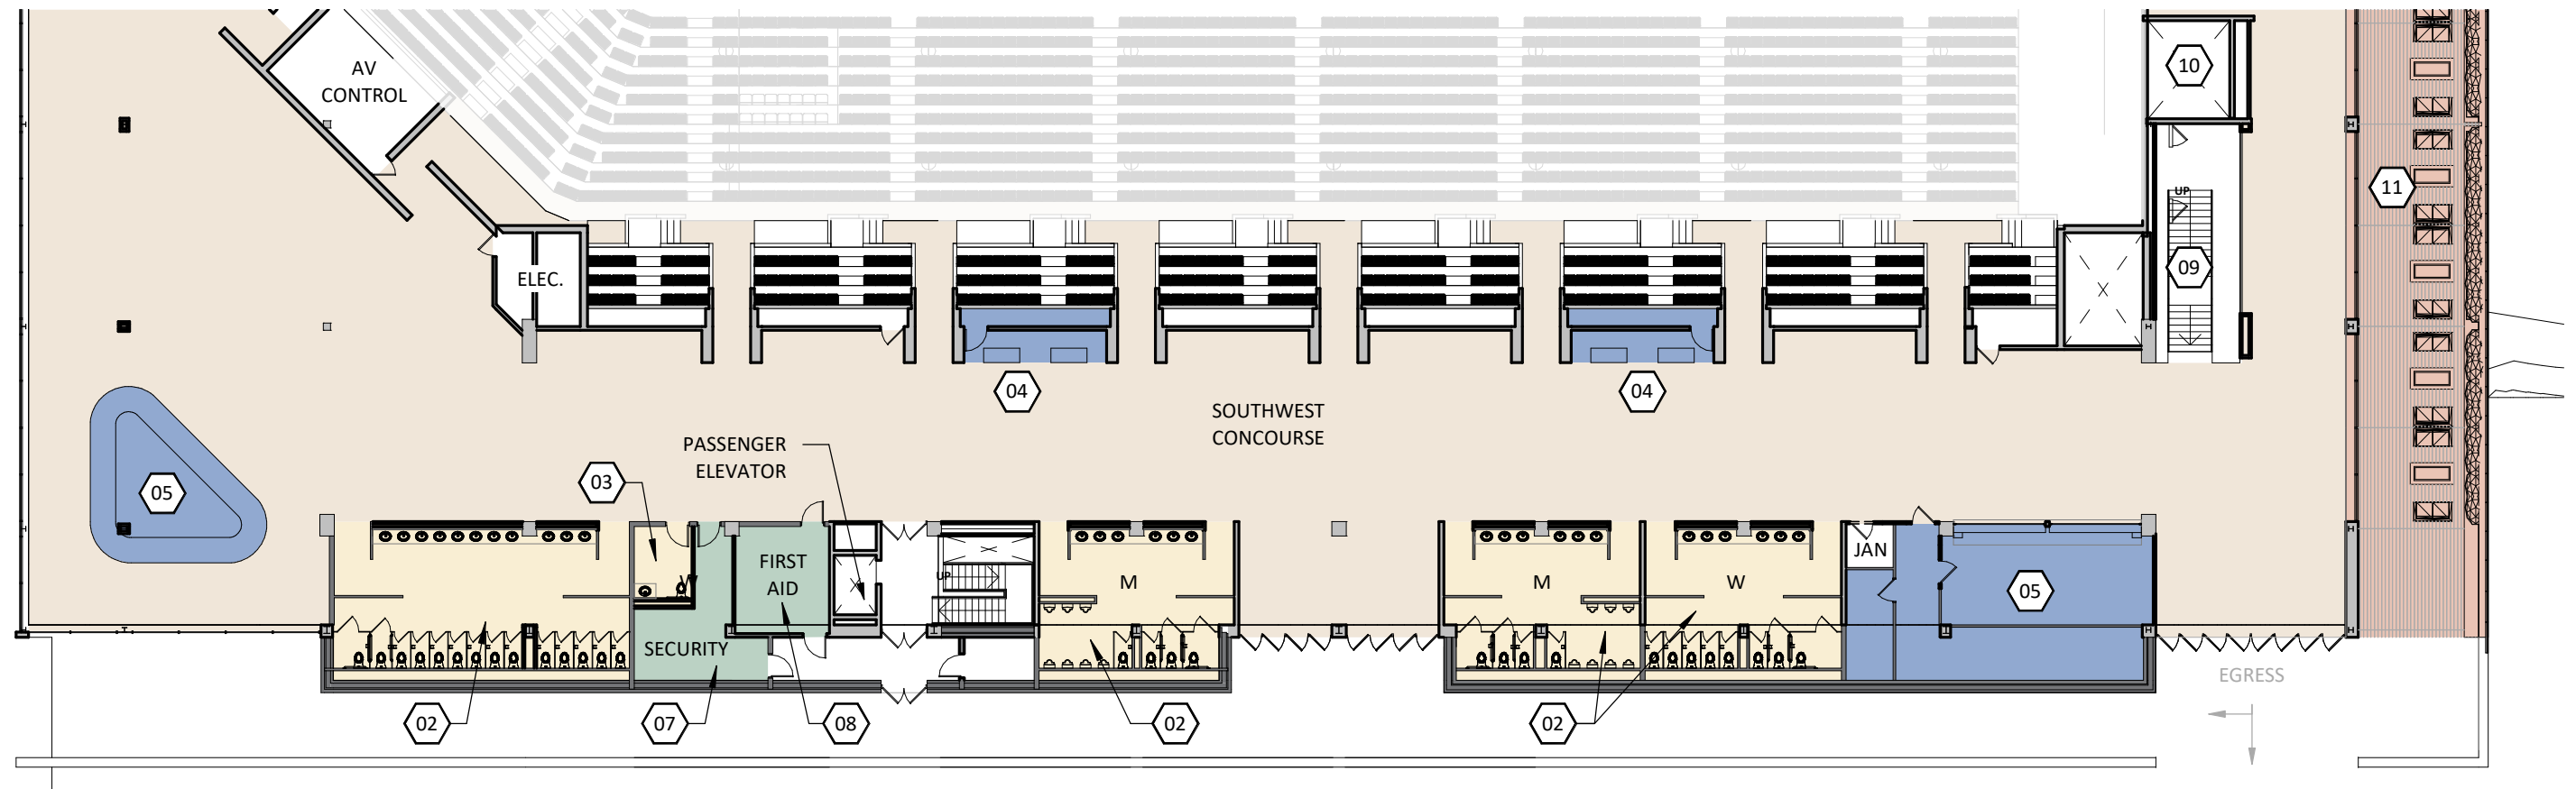 AV
CONTROL
10
11
UP
09
ELEC.
04
04
SOUTHWEST
CONCOURSE
PASSENGER
ELEVATOR
03
05
FIRST
AID
W
UP
M
M
W
JAN
05
SECURITY
EGRESS
02
07
08
02
02